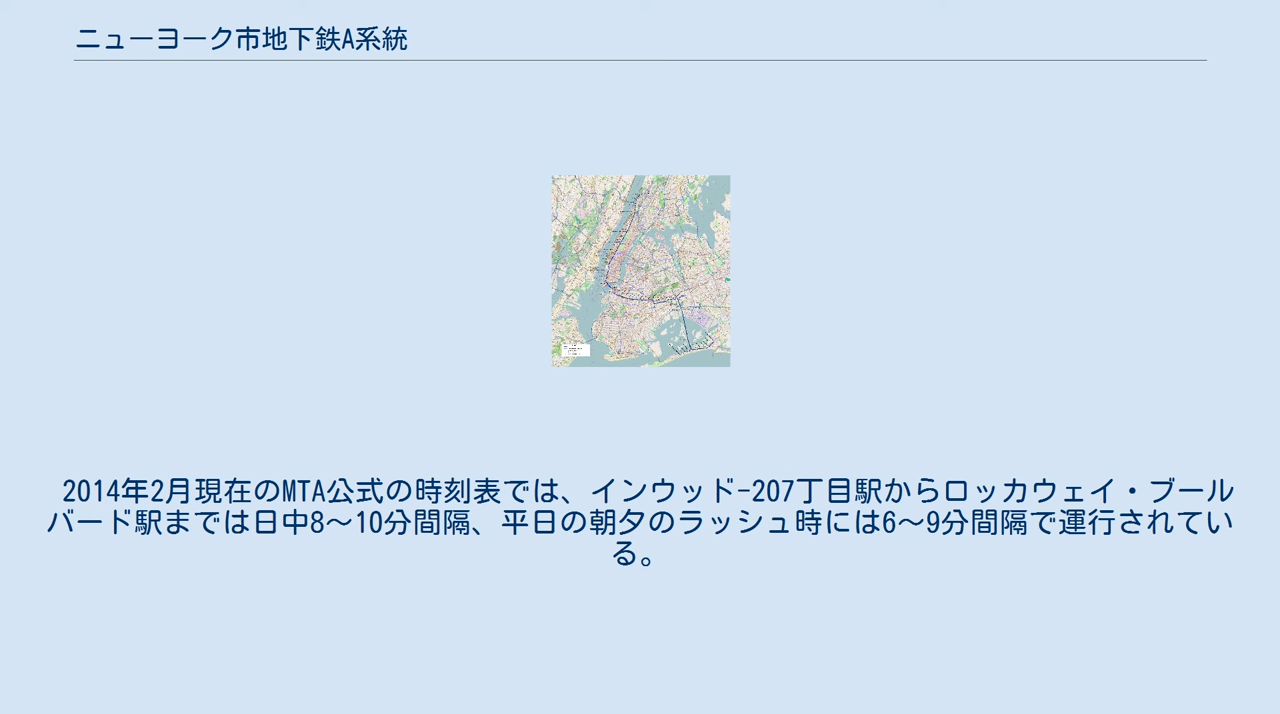 ニューヨーク市地下鉄A系統
2014年2月現在のMTA公式の時刻表では、インウッド-207丁目駅からロッカウェイ・ブール
バード駅までは日中8〜10分間隔、平日の朝夕のラッシュ時には6〜9分間隔で運行されてい
る。